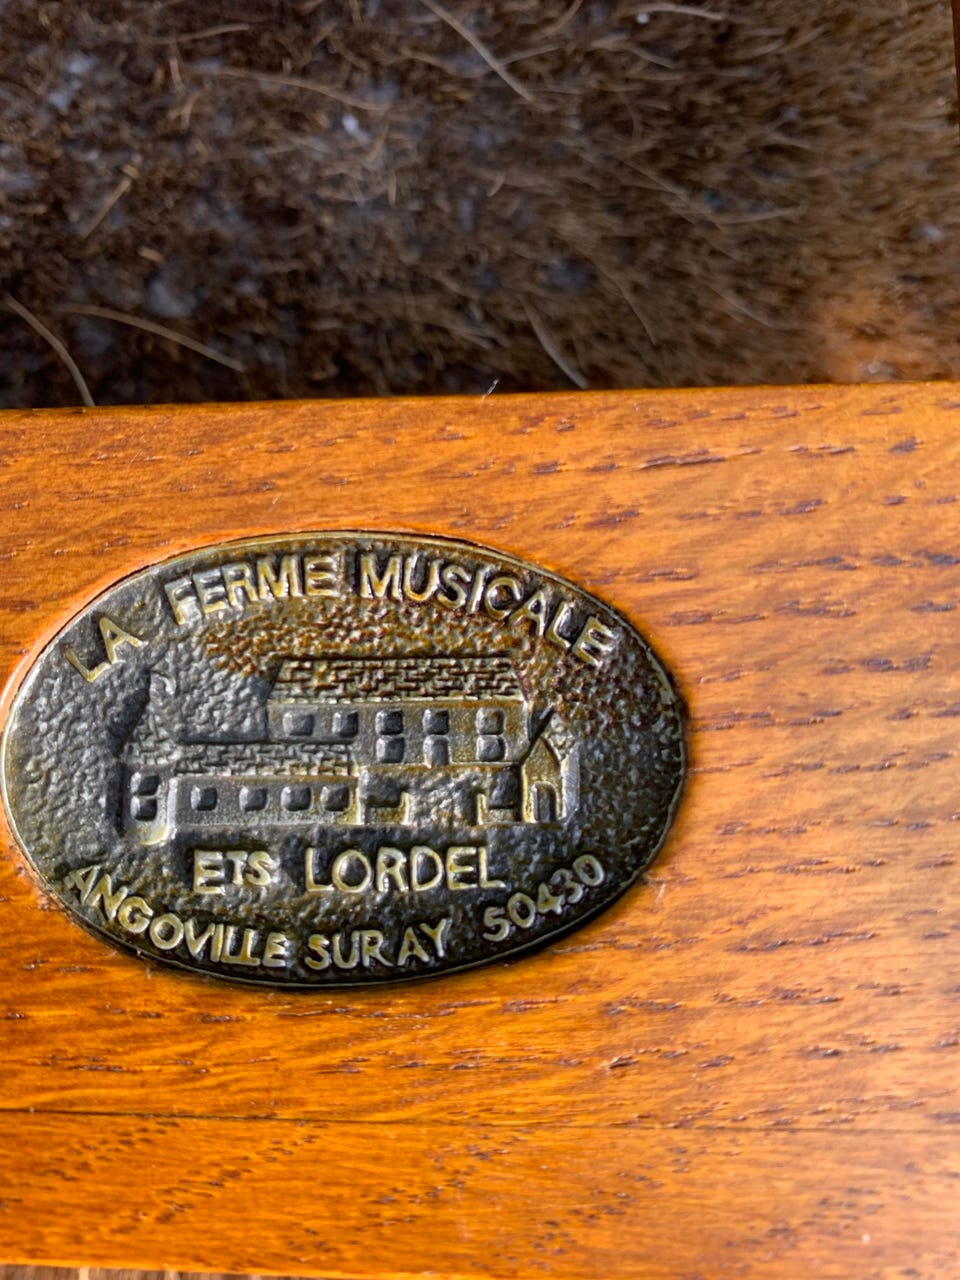 LA FERME MUSICALE
ETS LORDEL
ANGOVILLE SUR AY 50430